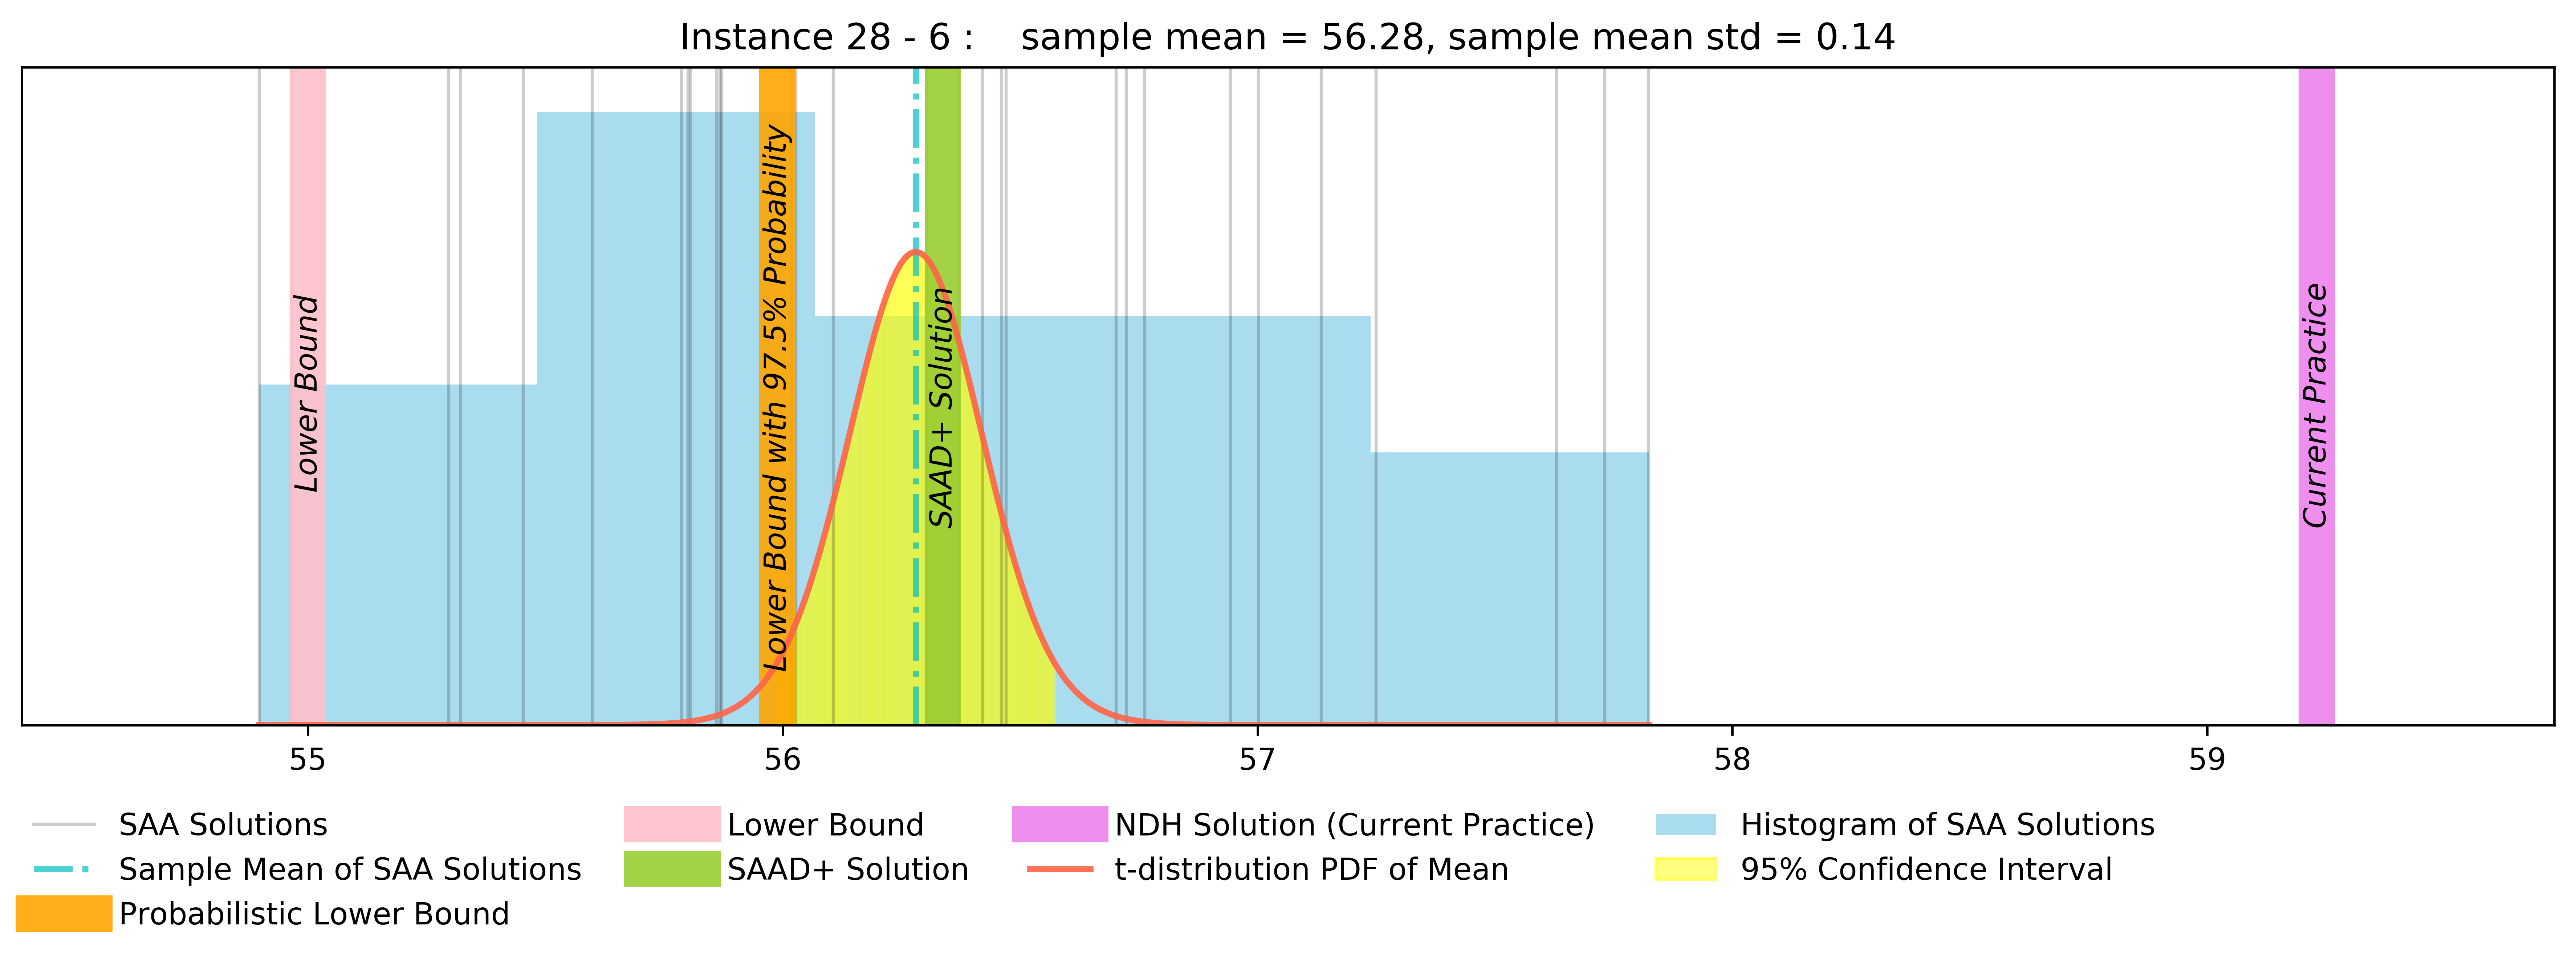 Instance 28 - 6 :    sample mean = 56.28, sample mean std = 0.14
Lower Bound
Lower Bound with 97.5% Probability
SAAD+ Solution
Current Practice
55 56 57 58 59
SAA Solutions
Sample Mean of SAA Solutions
Probabilistic Lower Bound
Lower Bound
SAAD+ Solution
NDH Solution (Current Practice)
t-distribution PDF of Mean
Histogram of SAA Solutions
95% Confidence Interval